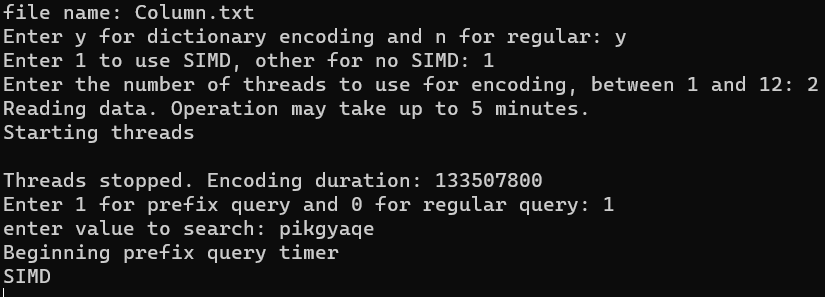 file name: Column.txt
Enter y for dictionary encoding and n for regular: y
Enter 1 to use SIMD, other for no SIMD: 1
Enter the number of threads to use for encoding, between 1 and 12: 2
Reading data. Operation may take up to 5 minutes.
Starting threads
Threads stopped. Encoding duration: 133507800
Enter 1 for prefix query and 0 for regular query: 1
enter value to search: pikgyaqe
Beginning prefix query timer
SIMD